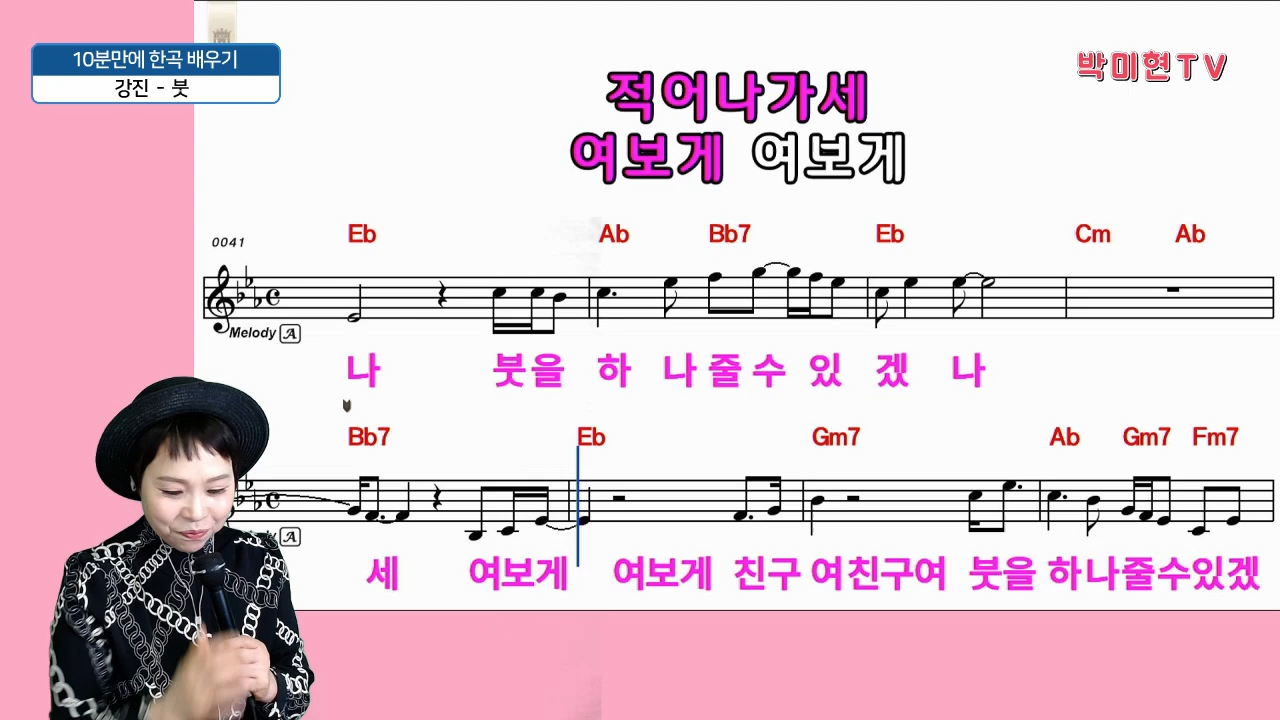 10분만에 한곡 배우기
강진 - 붓
박미현TV
적어나가세
여보게 여보게
0041
Eb Ab Bb7 Eb Cm Ab
Melody A
나 붓을 하 나 줄 수 있 겠 나
Bb7 Eb Gm7 Ab Gm7 Fm7
A
세 여보게 여보게 친구 여 친구여 붓을 하나줄수있겠